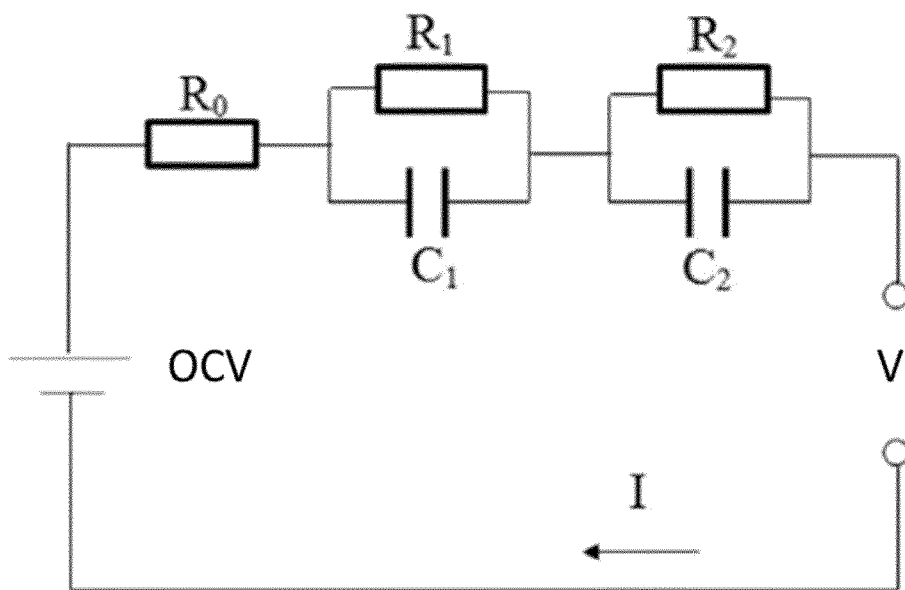 R₁
R₂
R₀
C₁
C₂
OCV
V
I